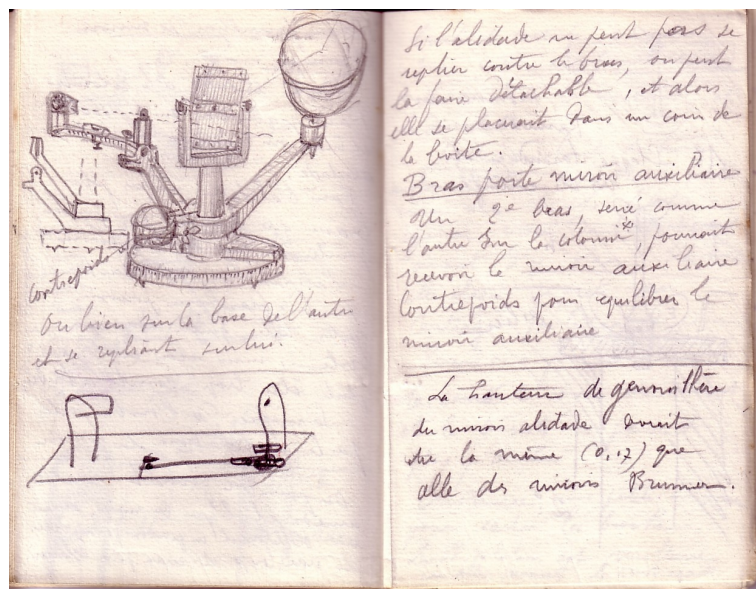 contrepoids
ou bien sur la base de l'autre
et se repliant sur lui.
Si l'alidade ne peut pas se
replier contre le bras, on peut
la faire détachable, et alors
elle se placerait dans un coin de
la boîte.
Bras porte miroir auxiliaire
Un 2e bras, serré comme
l'autre sur la colonne, pourrait
recevoir le miroir auxiliaire
Contrepoids pour équilibrer le
miroir auxiliaire
La hauteur de genouillère
du miroir alidade
être la même (0,17) que
celle des miroirs Brunner.